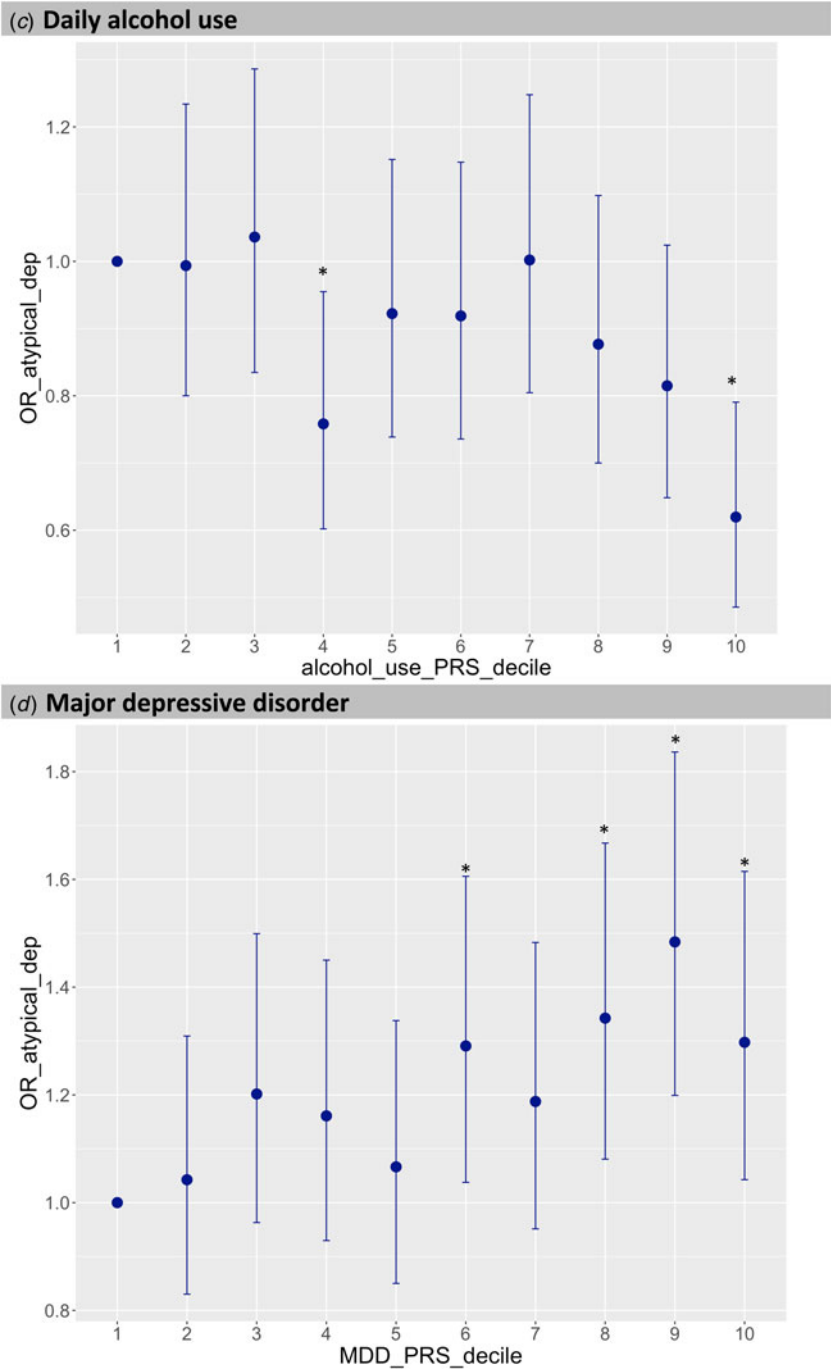 (c) Daily alcohol use
1.2
1.0
0.8
0.6
OR_atypical_dep
*
*
1 2 3 4 5 6 7 8 9 10
alcohol_use_PRS_decile
(d) Major depressive disorder
1.8
1.6
1.4
1.2
1.0
0.8
OR_atypical_dep
*
*
*
*
1 2 3 4 5 6 7 8 9 10
MDD_PRS_decile